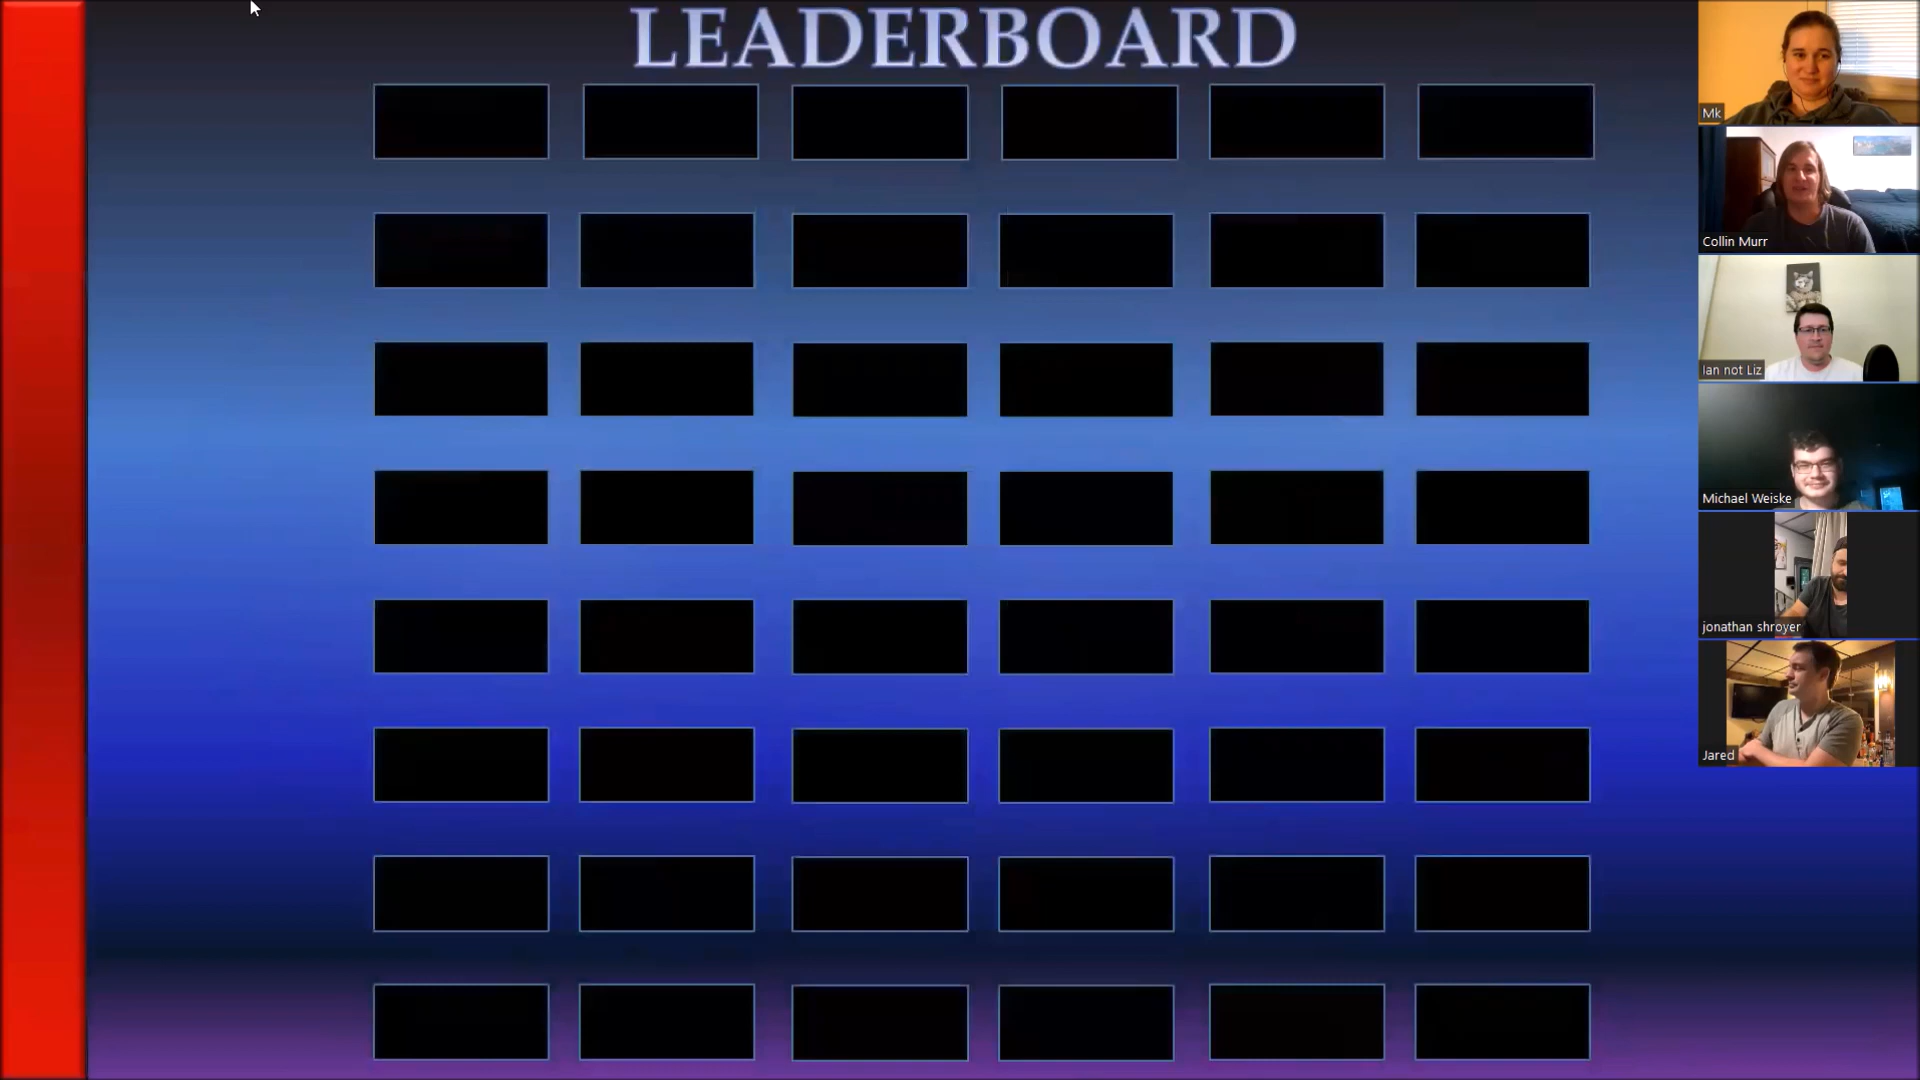 LEADERBOARD
Mk
Collin Murr
Ian not Liz
Michael Weiske
jonathan shroyer
Jared